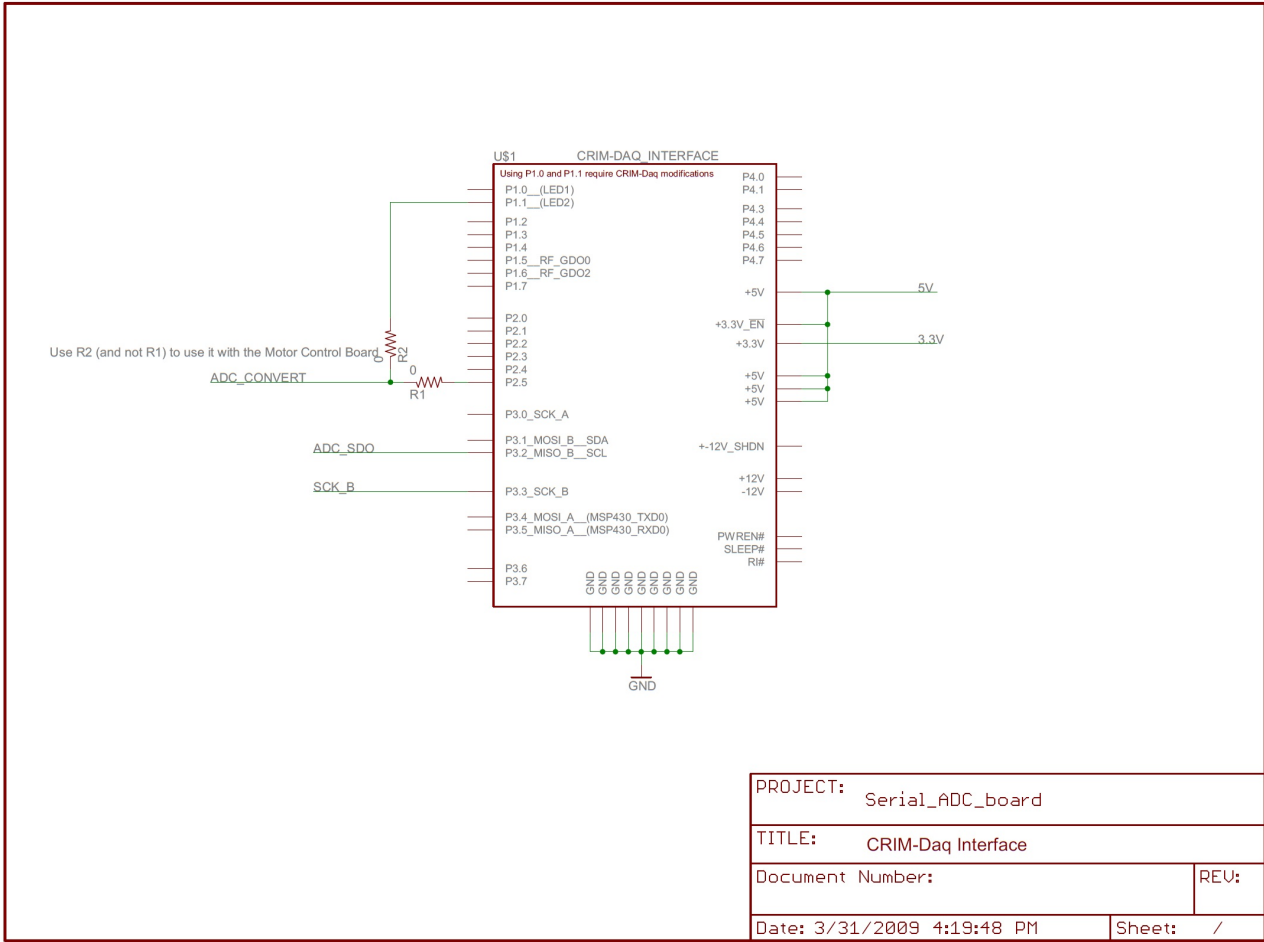 U$1 CRIM-DAQ_INTERFACE
Using P1.0 and P1.1 require CRIM-Daq modifications
P1.0__(LED1)
P1.1__(LED2)
P1.2
P1.3
P1.4
P1.5__RF_GDO0
P1.6__RF_GDO2
P1.7
P2.0
P2.1
P2.2
P2.3
P2.4
P2.5
P3.0_SCK_A
P3.1_MOSI_B__SDA
P3.2_MISO_B__SCL
P3.3_SCK_B
P3.4_MOSI_A__(MSP430_TXD0)
P3.5_MISO_A__(MSP430_RXD0)
P3.6
P3.7
P4.0
P4.1
P4.3
P4.4
P4.5
P4.6
P4.7
+5V
+3.3V_EN
+3.3V
+5V
+5V
+5V
+-12V_SHDN
+12V
-12V
PWREN#
SLEEP#
RI#
5V
3.3V
Use R2 (and not R1) to use it with the Motor Control Board
0
R2
ADC_CONVERT
0
R1
ADC_SDO
SCK_B
GND
GND
GND
GND
GND
GND
GND
GND
GND
GND
PROJECT: Serial_ADC_board
TITLE: CRIM-Daq Interface
Document Number:
REV:
Date: 3/31/2009 4:19:48 PM
Sheet: /